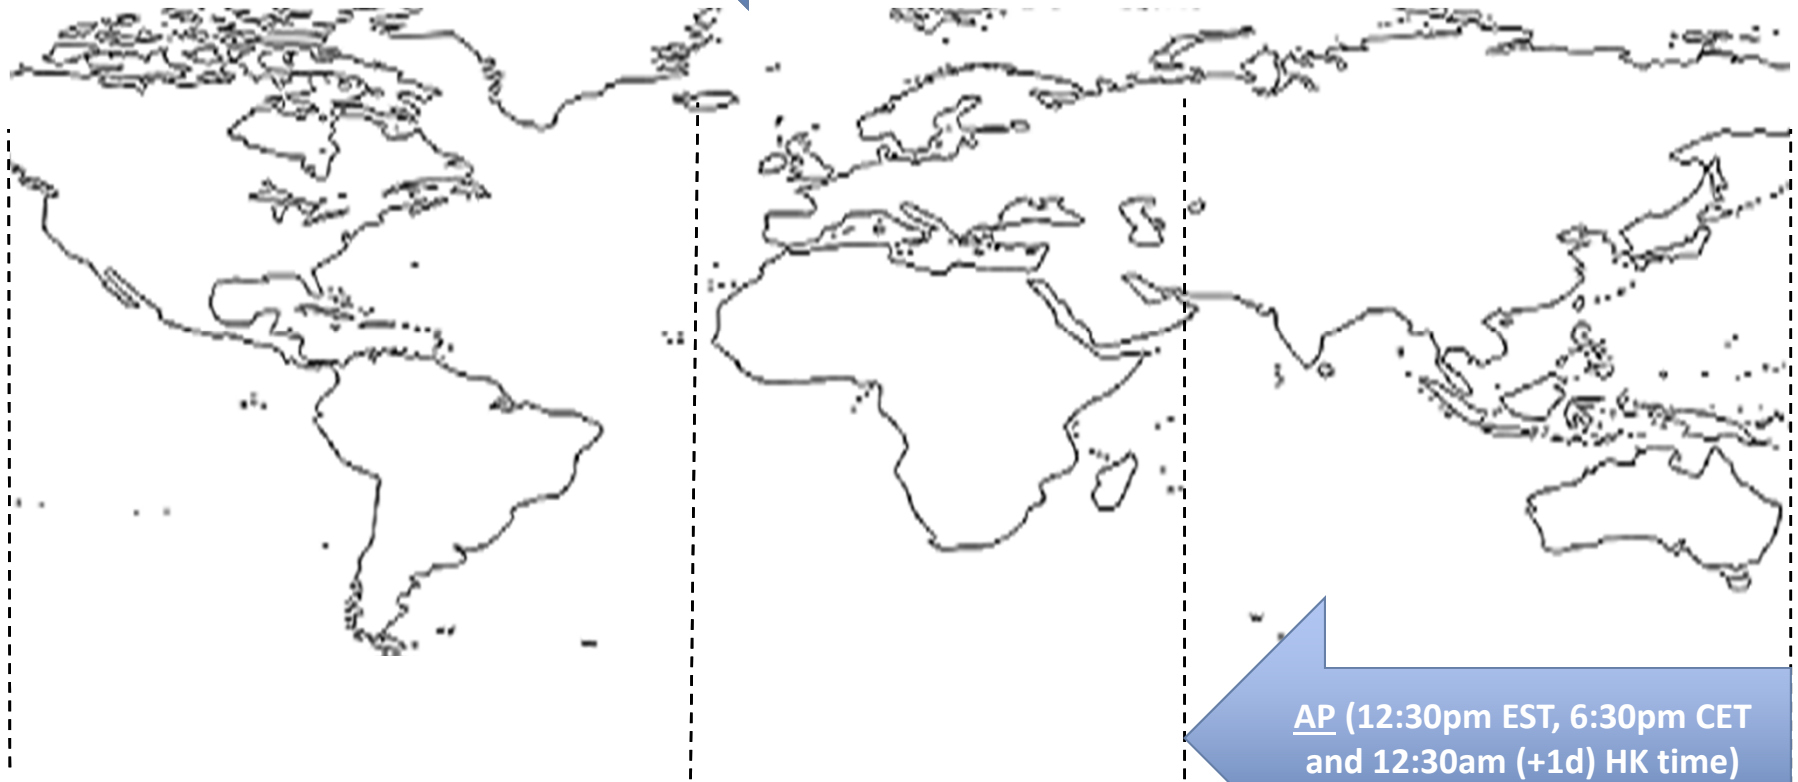 AP (12:30pm EST, 6:30pm CET
and 12:30am (+1d) HK time)